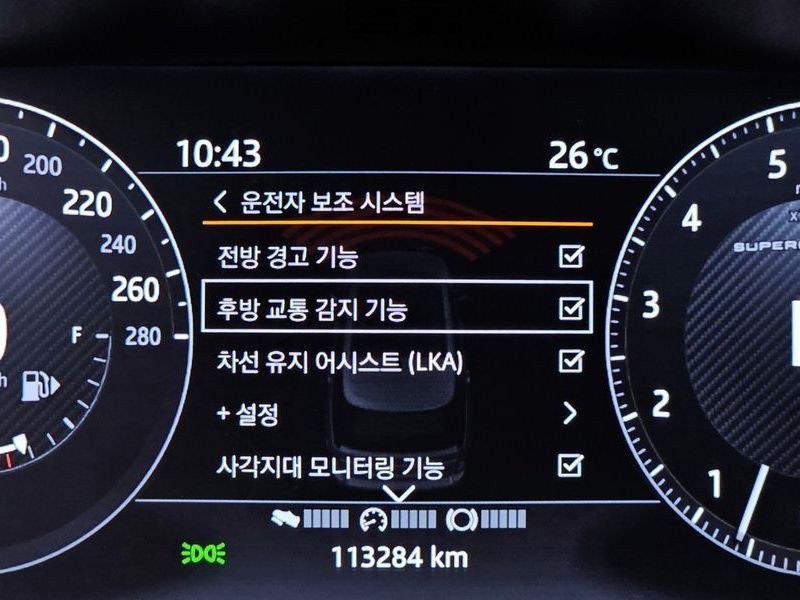 10:43
26°C
운전자 보조 시스템
전방 경고 기능
후방 교통 감지 기능
차선 유지 어시스트 (LKA)
+ 설정
사각지대 모니터링 기능
113284 km
200
220
240
260
280
F
5
4
3
2
1